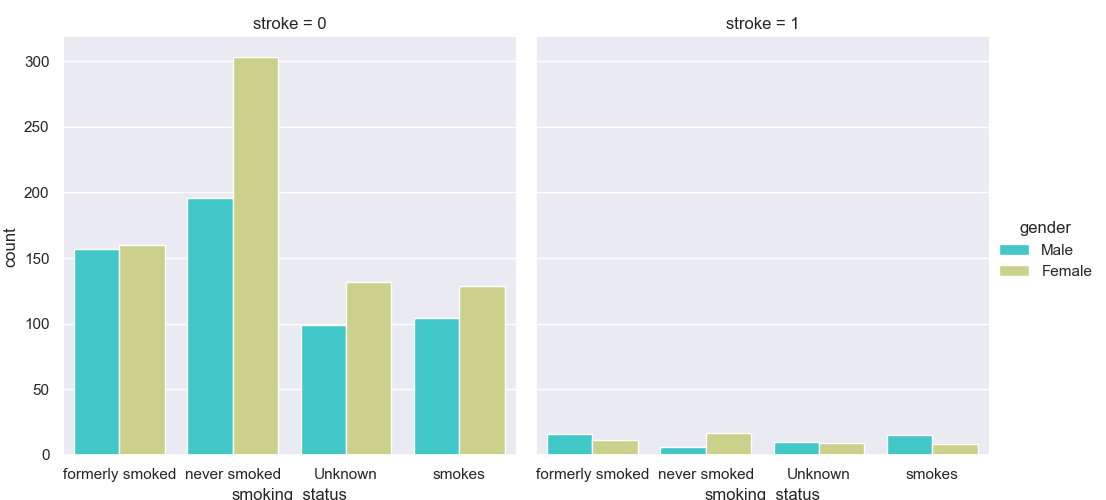 stroke = 0
stroke = 1
300
250
200
150
100
50
0
count
formerly smoked never smoked Unknown smokes
smoking_status
formerly smoked never smoked Unknown smokes
smoking_status
gender
Male
Female